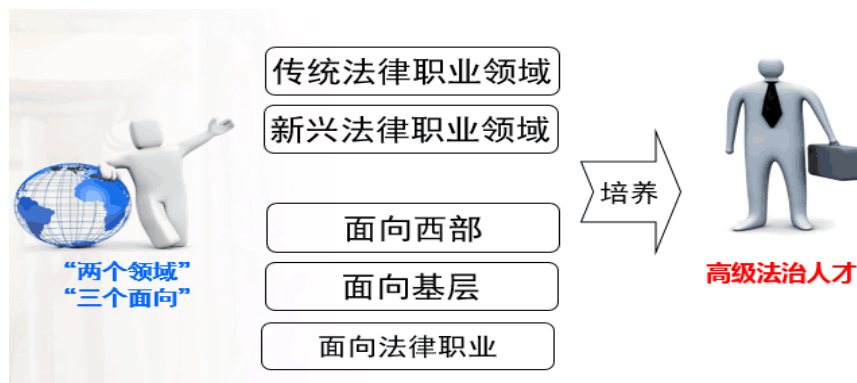 传统法律职业领域
新兴法律职业领域
面向西部
面向基层
面向法律职业
“两个领域”
“三个面向”
培养
高级法治人才